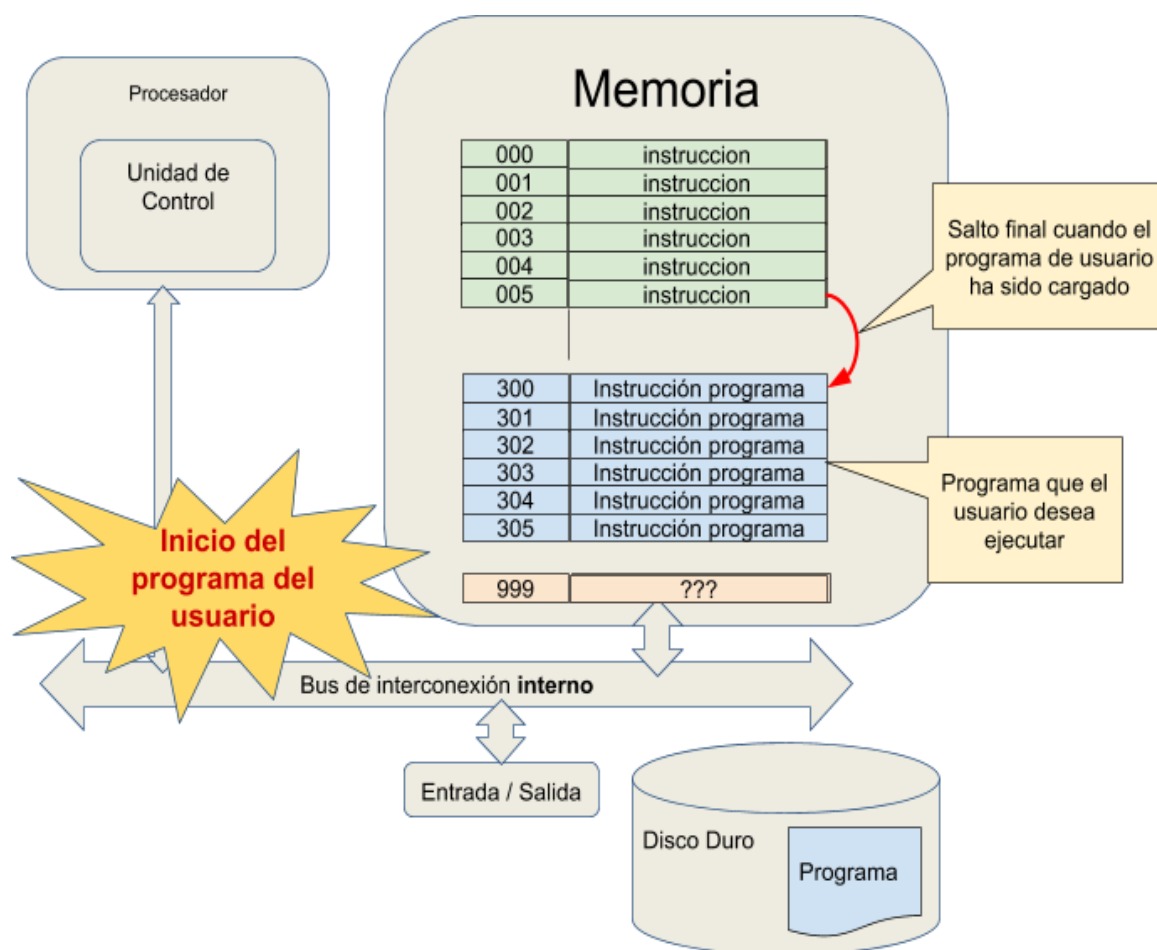 Procesador
Unidad de
Control
Memoria
000 instruccion
001 instruccion
002 instruccion
003 instruccion
004 instruccion
005 instruccion
Salto final cuando el
programa de usuario
ha sido cargado
300 Instrucción programa
301 Instrucción programa
302 Instrucción programa
303 Instrucción programa
304 Instrucción programa
305 Instrucción programa
Programa que el
usuario desea
ejecutar
999 ???
Inicio del
programa del
usuario
Bus de interconexión interno
Entrada / Salida
Disco Duro
Programa